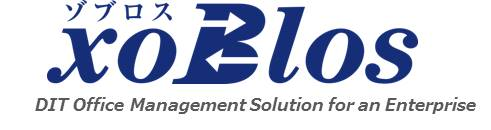 ゾブロス
xoBlos
DIT Office Management Solution for an Enterprise